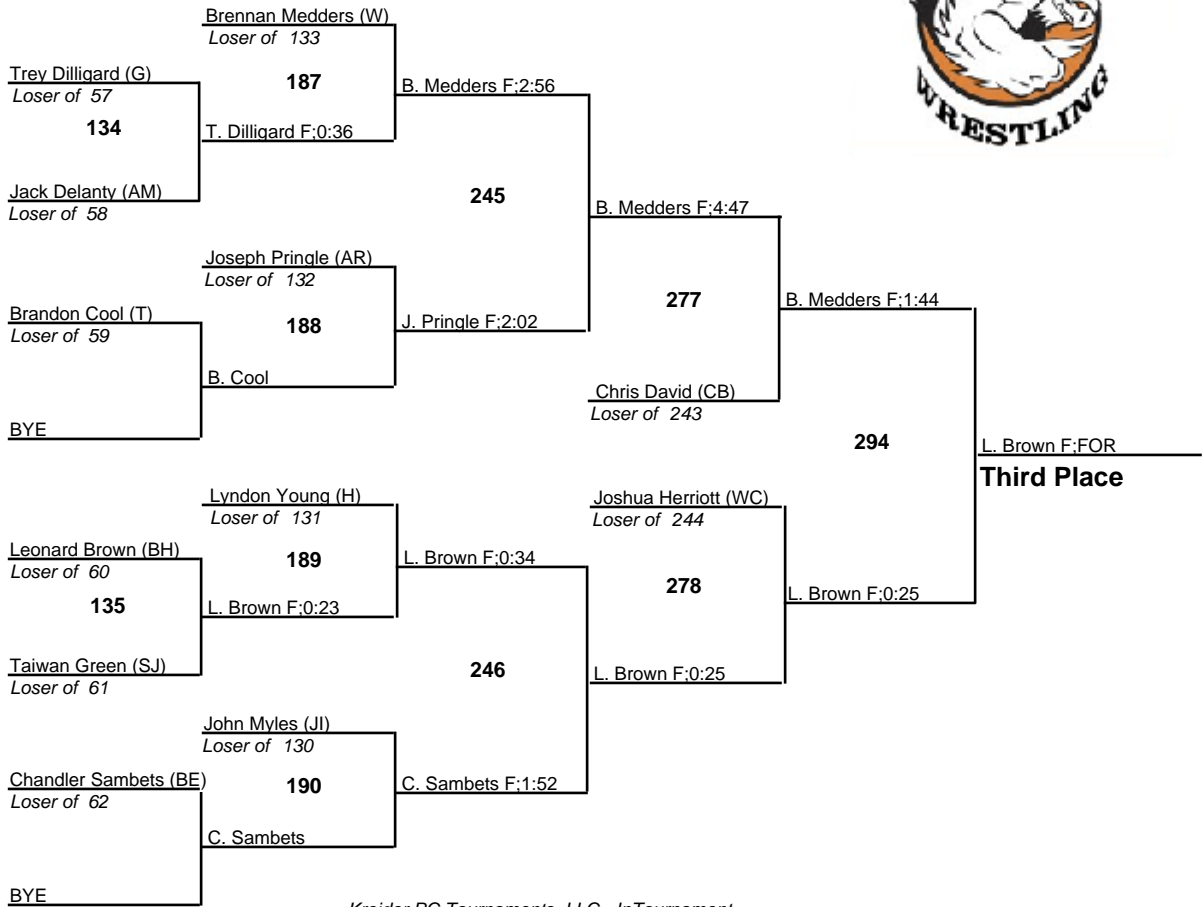 Brennan Medders (W)
Loser of 133
Trey Dilligard (G)
Loser of 57
187
B. Medders F;2:56
134
T. Dilligard F;0:36
WRESTLING
Jack Delanty (AM)
Loser of 58
245
B. Medders F;4:47
Joseph Pringle (AR)
Loser of 132
277
B. Medders F;1:44
Brandon Cool (T)
Loser of 59
188
J. Pringle F;2:02
B. Cool
Chris David (CB)
Loser of 243
BYE
294
L. Brown F;FOR
Third Place
Lyndon Young (H)
Loser of 131
Joshua Herriott (WC)
Loser of 244
Leonard Brown (BH)
Loser of 60
189
L. Brown F;0:34
278
L. Brown F;0:25
135
L. Brown F;0:23
Taiwan Green (SJ)
Loser of 61
246
L. Brown F;0:25
John Myles (JI)
Loser of 130
Chandler Sambets (BE)
Loser of 62
190
C. Sambets F;1:52
C. Sambets
BYE